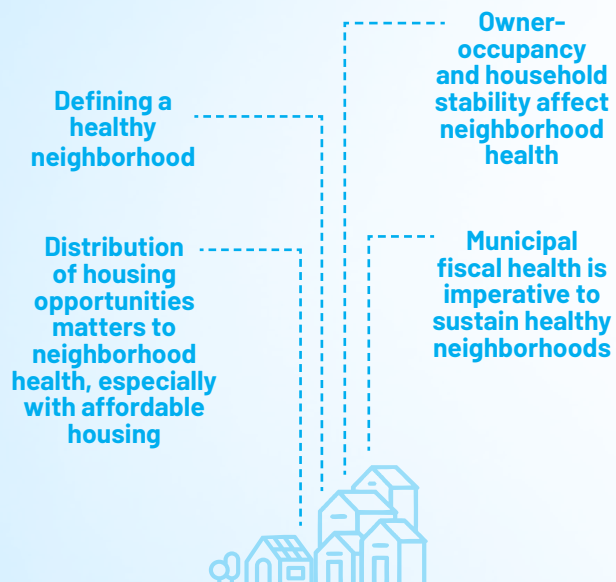 Defining a
healthy
neighborhood
Owner-
occupancy
and household
stability affect
neighborhood
health
Distribution
of housing
opportunities
matters to
neighborhood
health, especially
with affordable
housing
Municipal
fiscal health is
imperative to
sustain healthy
neighborhoods